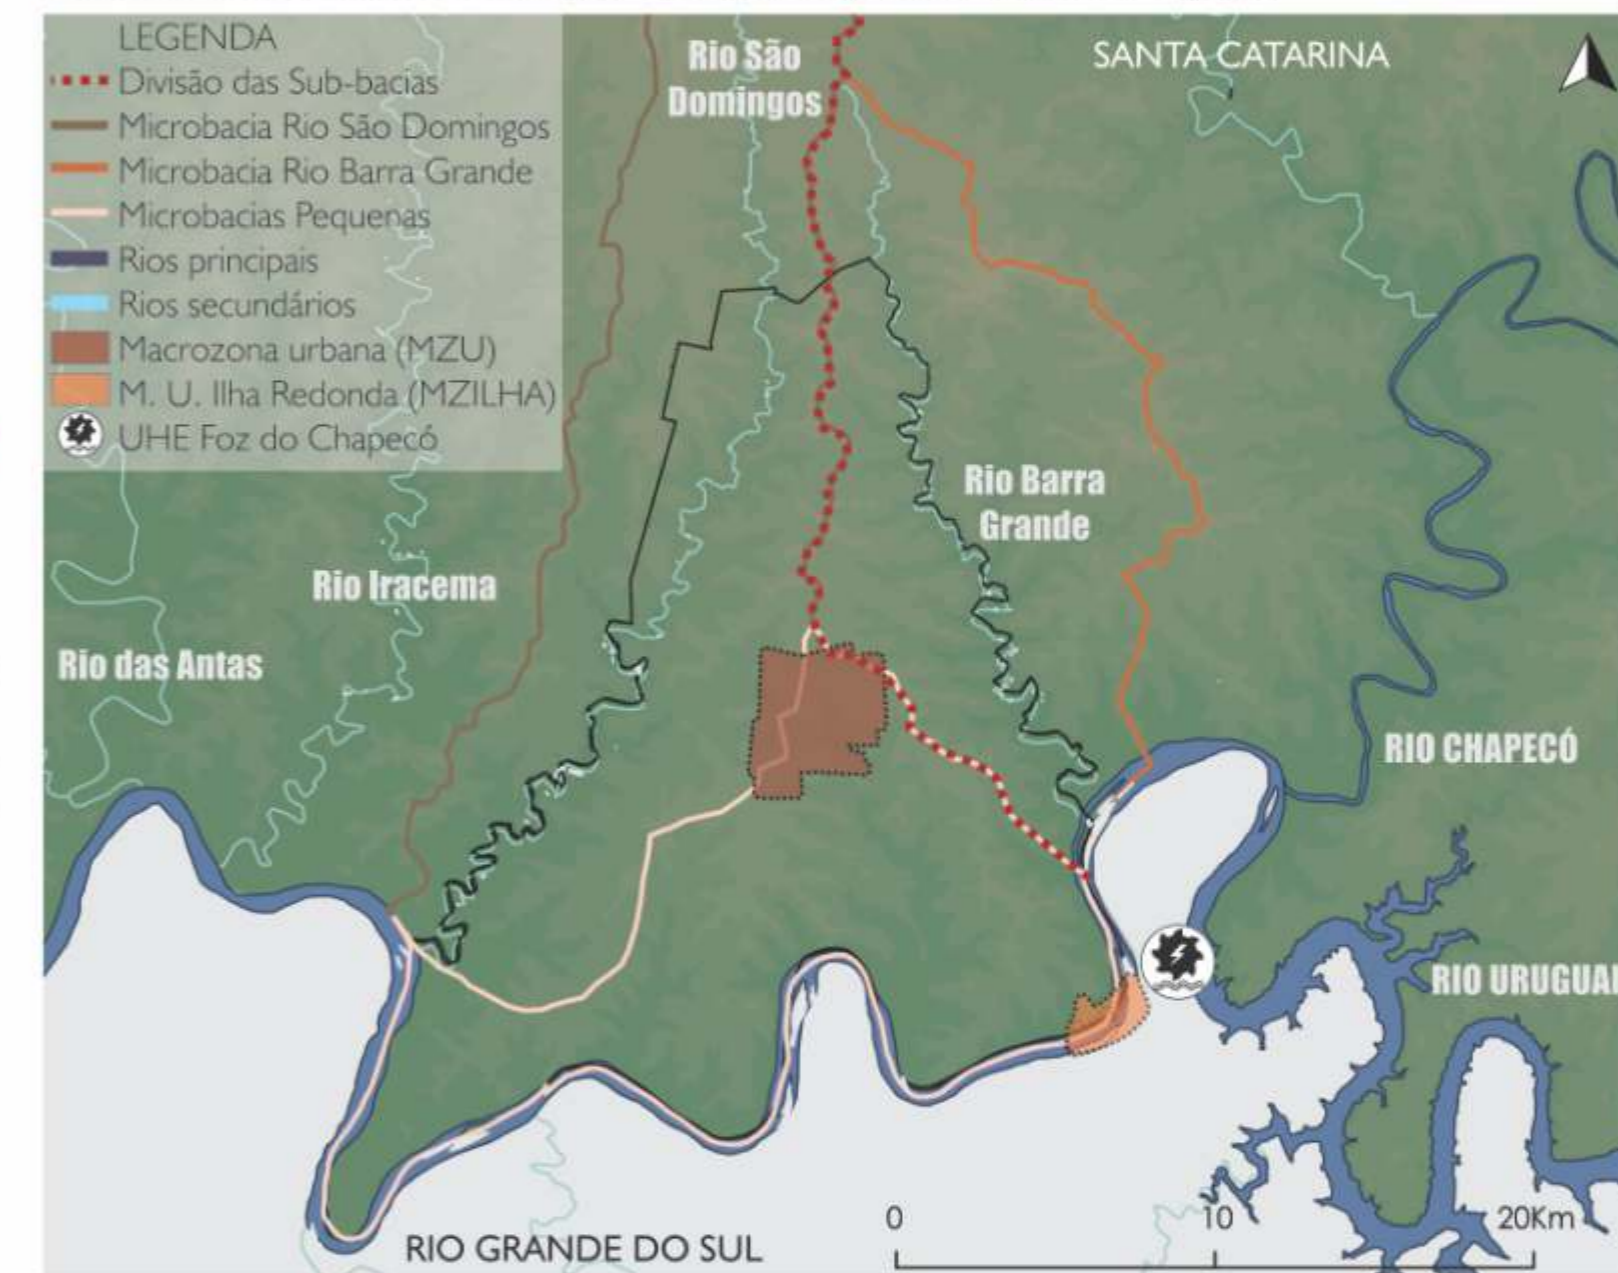 LEGENDA
Divisão das Sub-bacias
Microbacia Rio São Domingos
Microbacia Rio Barra Grande
Microbacias Pequenas
Rios principais
Rios secundários
Macrozona urbana (MZU)
M. U. Ilha Redonda (MZILHA)
UHE Foz do Chapecó
Rio São
Domingos
SANTA CATARINA
Rio Barra
Grande
Rio Iracema
Rio das Antas
RIO CHAPECÓ
RIO URUGUAI
0 10 20Km
RIO GRANDE DO SUL